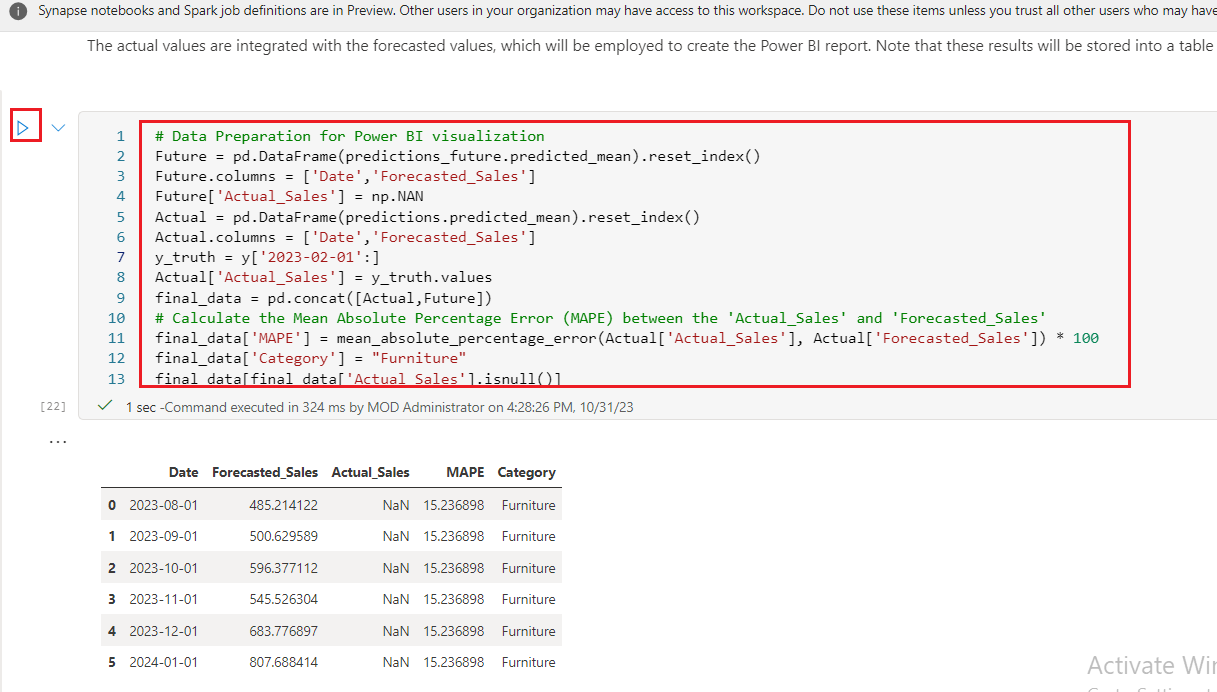 Synapse notebooks and Spark job definitions are in Preview. Other users in your organization may have access to this workspace. Do not use these items unless you trust all other users who may have
The actual values are integrated with the forecasted values, which will be employed to create the Power BI report. Note that these results will be stored into a table
1 # Data Preparation for Power BI visualization
2 Future = pd.DataFrame(predictions_future.predicted_mean).reset_index()
3 Future.columns = ['Date','Forecasted_Sales']
4 Future['Actual_Sales'] = np.NAN
5 Actual = pd.DataFrame(predictions.predicted_mean).reset_index()
6 Actual.columns = ['Date','Forecasted_Sales']
7 y_truth = y['2023-02-01':]
8 Actual['Actual_Sales'] = y_truth.values
9 final_data = pd.concat([Actual,Future])
10 # Calculate the Mean Absolute Percentage Error (MAPE) between the 'Actual_Sales' and 'Forecasted_Sales'
11 final_data['MAPE'] = mean_absolute_percentage_error(Actual['Actual_Sales'], Actual['Forecasted_Sales']) * 100
12 final_data['Category'] = "Furniture"
13 final_data[final_data['Actual_Sales'].isnull()]
[22] 1 sec -Command executed in 324 ms by MOD Administrator on 4:28:26 PM, 10/31/23
...
Date Forecasted_Sales Actual_Sales MAPE Category
0 2023-08-01 485.214122 NaN 15.236898 Furniture
1 2023-09-01 500.629589 NaN 15.236898 Furniture
2 2023-10-01 596.377112 NaN 15.236898 Furniture
3 2023-11-01 545.526304 NaN 15.236898 Furniture
4 2023-12-01 683.776897 NaN 15.236898 Furniture
5 2024-01-01 807.688414 NaN 15.236898 Furniture
Activate Win